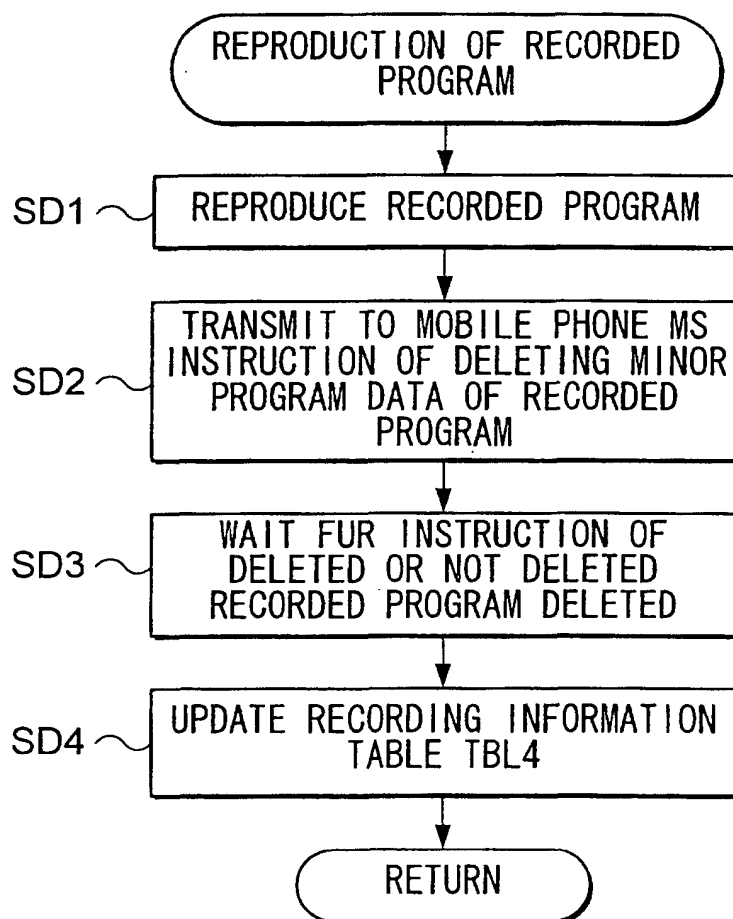 REPRODUCTION OF RECORDED
PROGRAM
SD1
REPRODUCE RECORDED PROGRAM
SD2
TRANSMIT TO MOBILE PHONE MS
INSTRUCTION OF DELETING MINOR
PROGRAM DATA OF RECORDED
PROGRAM
SD3
WAIT FUR INSTRUCTION OF
DELETED OR NOT DELETED
RECORDED PROGRAM DELETED
SD4
UPDATE RECORDING INFORMATION
TABLE TBL4
RETURN